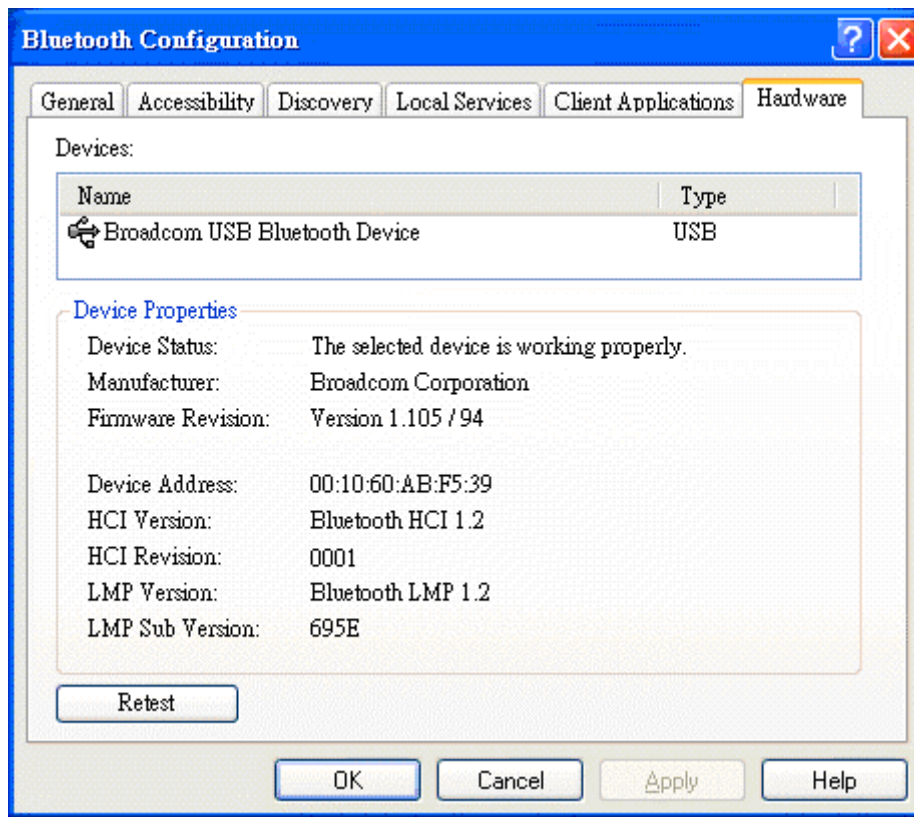 Bluetooth Configuration
?
General Accessibility Discovery Local Services Client Applications Hardware
Devices:
Name Type
Broadcom USB Bluetooth Device USB
Device Properties
Device Status: The selected device is working properly.
Manufacturer: Broadcom Corporation
Firmware Revision: Version 1.105 / 94
Device Address: 00:10:60:AB:F5:39
HCI Version: Bluetooth HCI 1.2
HCI Revision: 0001
LMP Version: Bluetooth LMP 1.2
LMP Sub Version: 695E
Retest
OK Cancel Apply Help